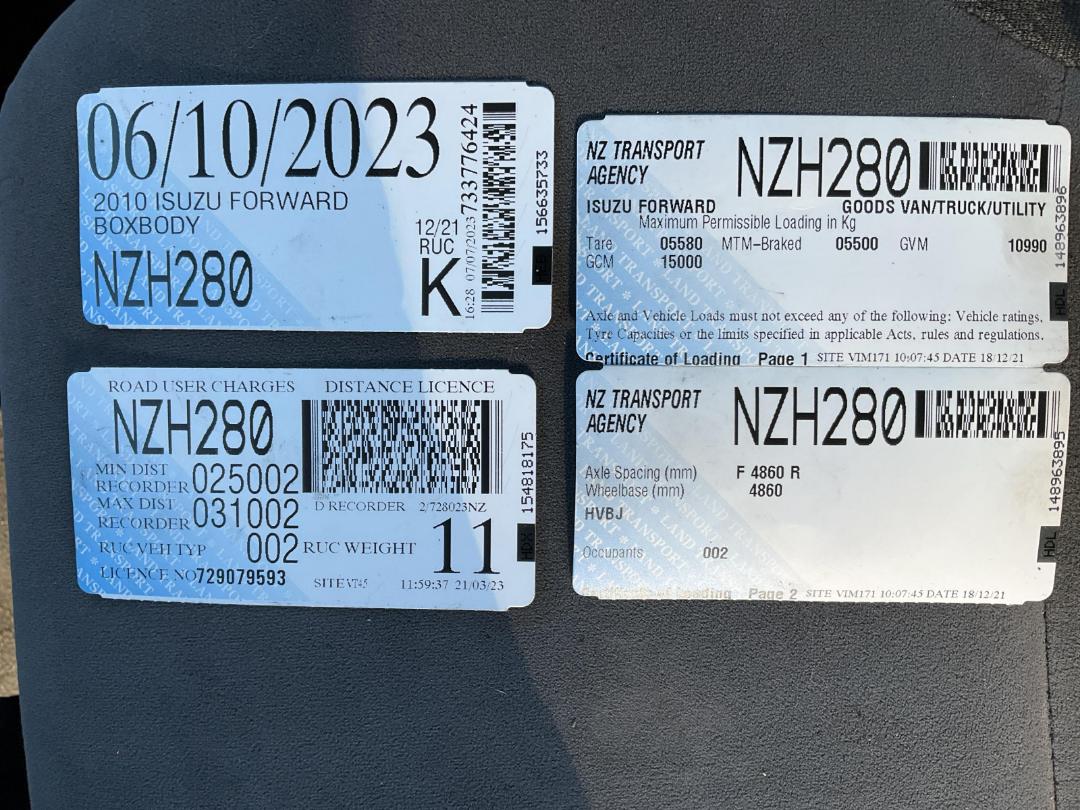 06/10/2023
2010 ISUZU FORWARD
BOXBODY
NZH280
12/21
RUC
K
16:28 07/07/2023
733776424
156635733
NZ TRANSPORT
AGENCY
NZH280
ISUZU FORWARD GOODS VAN/TRUCK/UTILITY
Maximum Permissible Loading in Kg
Tare 05580 MTM-Braked 05500 GVM 10990
GCM 15000
Axle and Vehicle Loads must not exceed any of the following: Vehicle ratings,
Tyre Capacities or the limits specified in applicable Acts, rules and regulations.
Certificate of Loading Page 1 SITE VIM171 10:07:45 DATE 18/12/21
148963896
HDL
ROAD USER CHARGES DISTANCE LICENCE
NZH280
MIN DIST
RECORDER 025002
MAX DIST
RECORDER 031002
D RECORDER 2/728023NZ
RUC VEH TYP 002 RUC WEIGHT 11
LICENCE NO 729079593 SITE V745 11:59:37 21/03/23
154818175
HDX
NZ TRANSPORT
AGENCY
NZH280
Axle Spacing (mm) F 4860 R
Wheelbase (mm) 4860
HVBJ
Occupants 002
Certificate of Loading Page 2 SITE VIM171 10:07:45 DATE 18/12/21
148963895
HDL